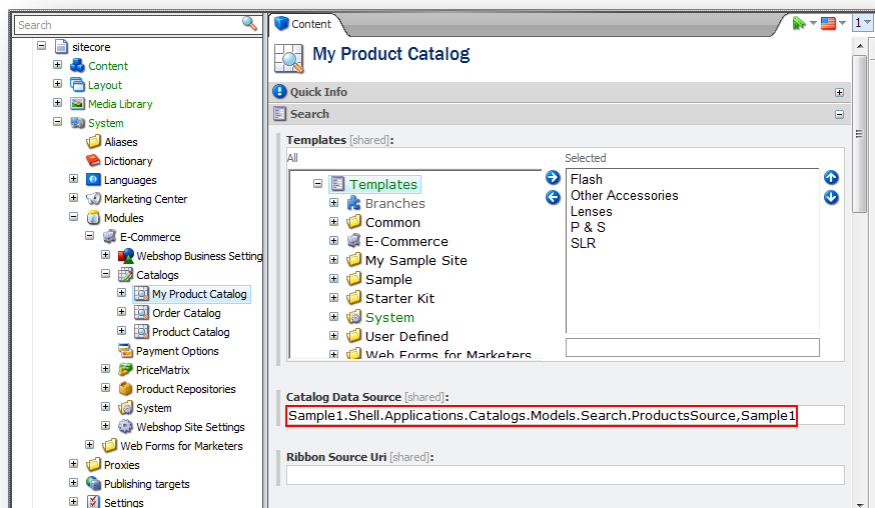 Search
sitecore
Content
Layout
Media Library
System
Aliases
Dictionary
Languages
Marketing Center
Modules
E-Commerce
Webshop Business Setting
Catalogs
My Product Catalog
Order Catalog
Product Catalog
Payment Options
PriceMatrix
Product Repositories
System
Webshop Site Settings
Web Forms for Marketers
Proxies
Publishing targets
Settings
Content
1
My Product Catalog
Quick Info
Search
Templates [shared]:
All
Templates
Branches
Common
E-Commerce
My Sample Site
Sample
Starter Kit
System
User Defined
Web Forms for Marketers
Selected
Flash
Other Accessories
Lenses
P & S
SLR
Catalog Data Source [shared]:
Sample1.Shell.Applications.Catalogs.Models.Search.ProductsSource,Sample1
Ribbon Source Uri [shared]: